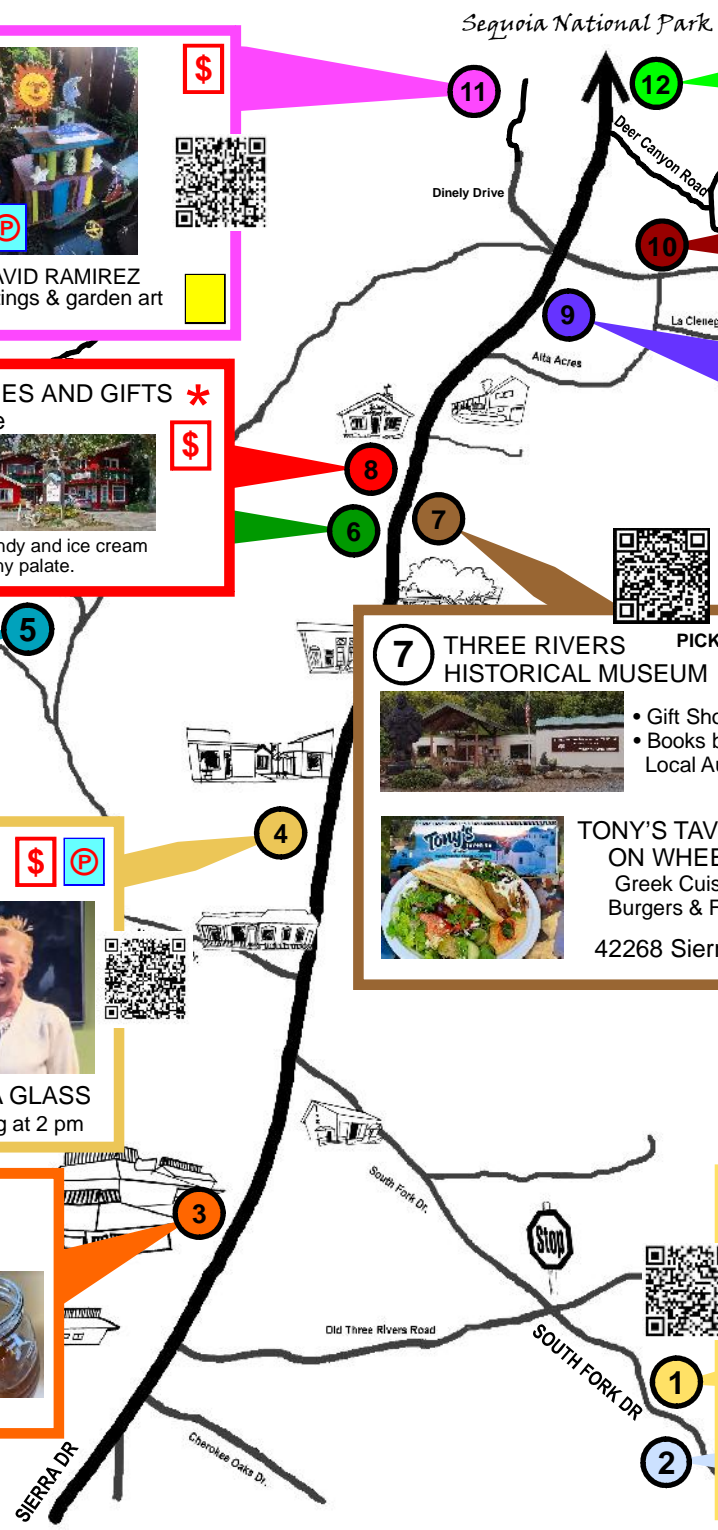 Sequoia National Park
$
11
12
Deer Canyon Road
Dinely Drive
P
10
AVID RAMIREZ
tings & garden art
9
La Cieneg
Alta Acres
ES AND GIFTS *
e
$
8
ndy and ice cream
ny palate.
6
7
5
PICK
7 THREE RIVERS
HISTORICAL MUSEUM
• Gift Sho
• Books b
Local Au
4
$ P
Tony's
TONY'S TAV
ON WHEE
Greek Cuis
Burgers & F
42268 Sierr
A GLASS
g at 2 pm
South Fork Dr.
3
Stop
Old Three Rivers Road
SOUTH FORK DR
1
2
Cherokee Oaks Dr.
SIERRA DR